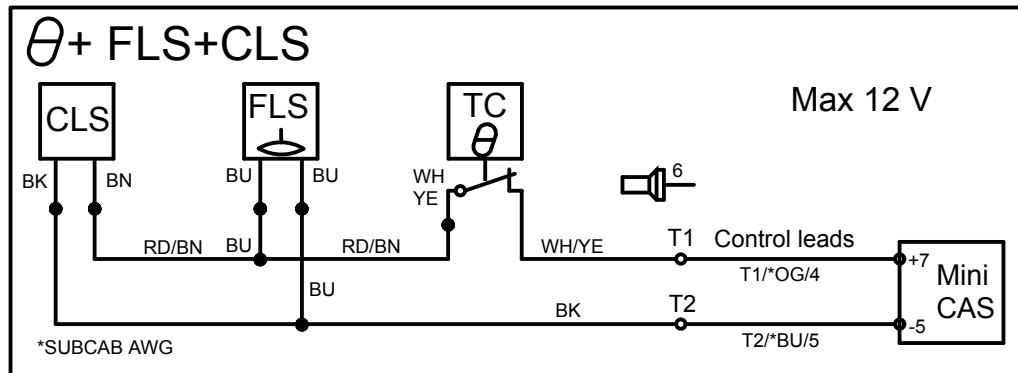 θ+ FLS+CLS
Max 12 V
CLS
FLS
TC
θ
BK
BN
BU
BU
WH
YE
6
RD/BN
BU
RD/BN
WH/YE
T1
Control leads
T1/*OG/4
+7
Mini
CAS
BU
BK
T2
-5
T2/*BU/5
*SUBCAB AWG